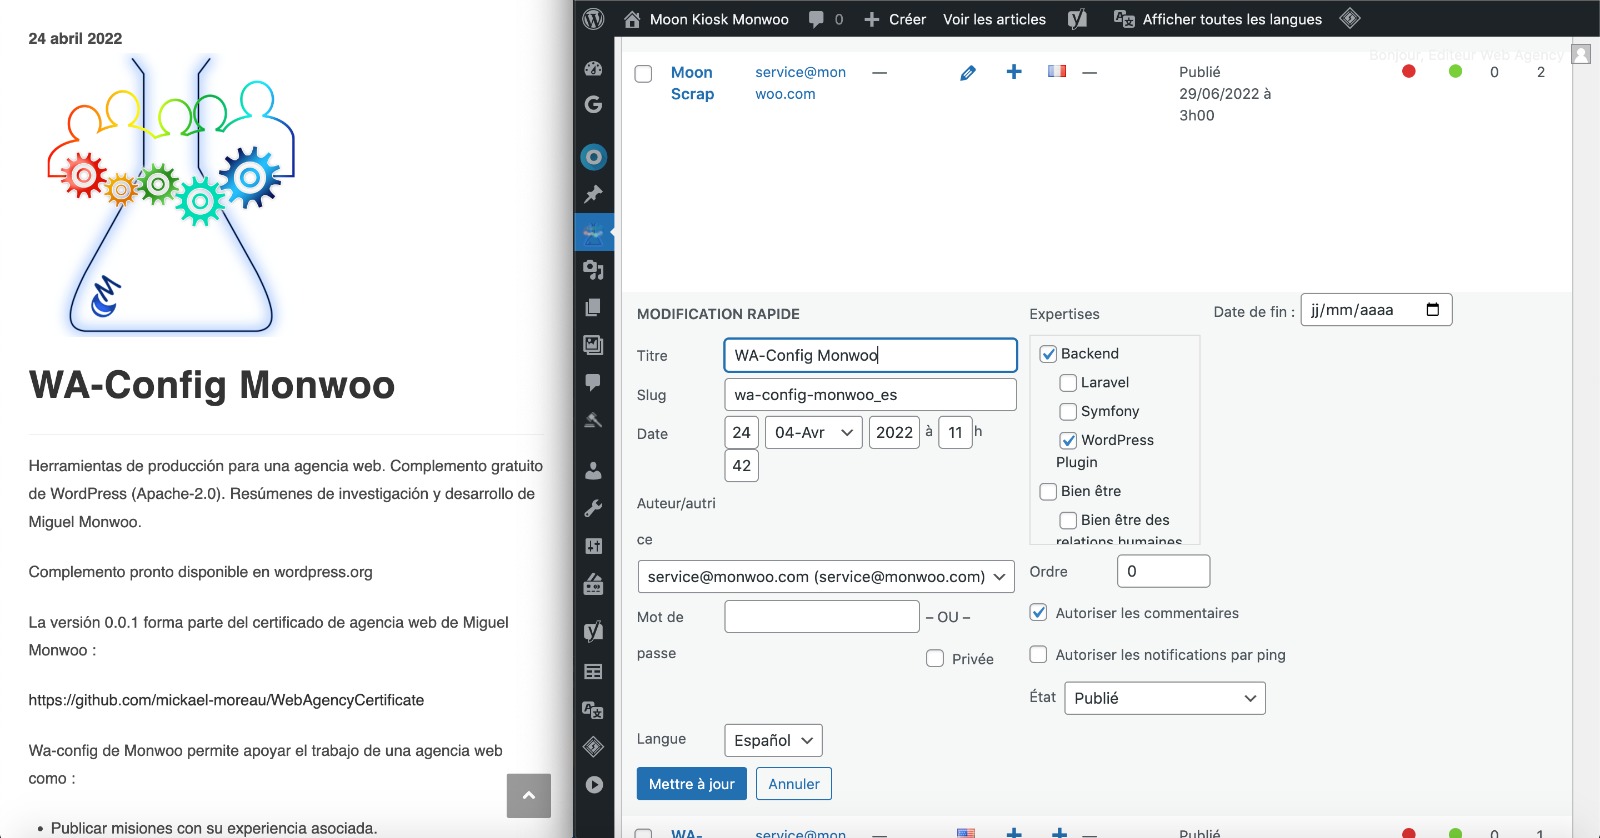 24 abril 2022
M
WA-Config Monwoo
Herramientas de producción para una agencia web. Complemento gratuito
de WordPress (Apache-2.0). Resúmenes de investigación y desarrollo de
Miguel Monwoo.
Complemento pronto disponible en wordpress.org
La versión 0.0.1 forma parte del certificado de agencia web de Miguel
Monwoo :
https://github.com/mickael-moreau/WebAgencyCertificate
Wa-config de Monwoo permite apoyar el trabajo de una agencia web
como :
• Publicar misiones con su experiencia asociada.
Moon Kiosk Monwoo 0 Créer Voir les articles Afficher toutes les langues
Bonjour, Editeur Web Agency
Moon Scrap
service@monwoo.com
—
—
Publié
29/06/2022 à
3h00
0 2
MODIFICATION RAPIDE
Titre WA-Config Monwoo
Slug wa-config-monwoo_es
Date 24 04-Avr 2022 à 11 h
42
Auteur/autri
ce
service@monwoo.com (service@monwoo.com)
Mot de
passe
– OU –
Privée
Langue Español
Mettre à jour Annuler
Expertises
Backend
Laravel
Symfony
WordPress
Plugin
Bien être
Bien être des
relations humaines
Ordre 0
Autoriser les commentaires
Autoriser les notifications par ping
État Publié
Date de fin : jj/mm/aaaa
WA- service@mon — — Publié 0 1